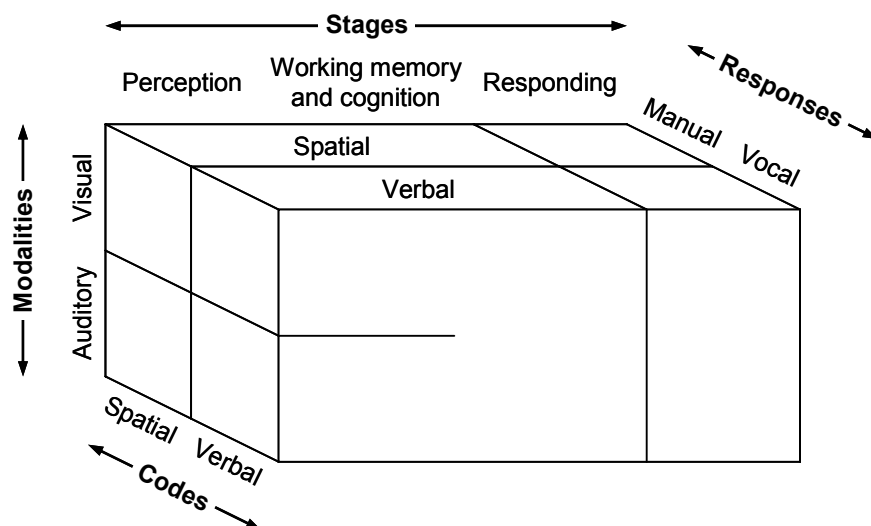 Stages
Perception
Working memory
and cognition
Responding
Responses
Manual
Vocal
Spatial
Verbal
Modalities
Visual
Auditory
Spatial
Verbal
Codes